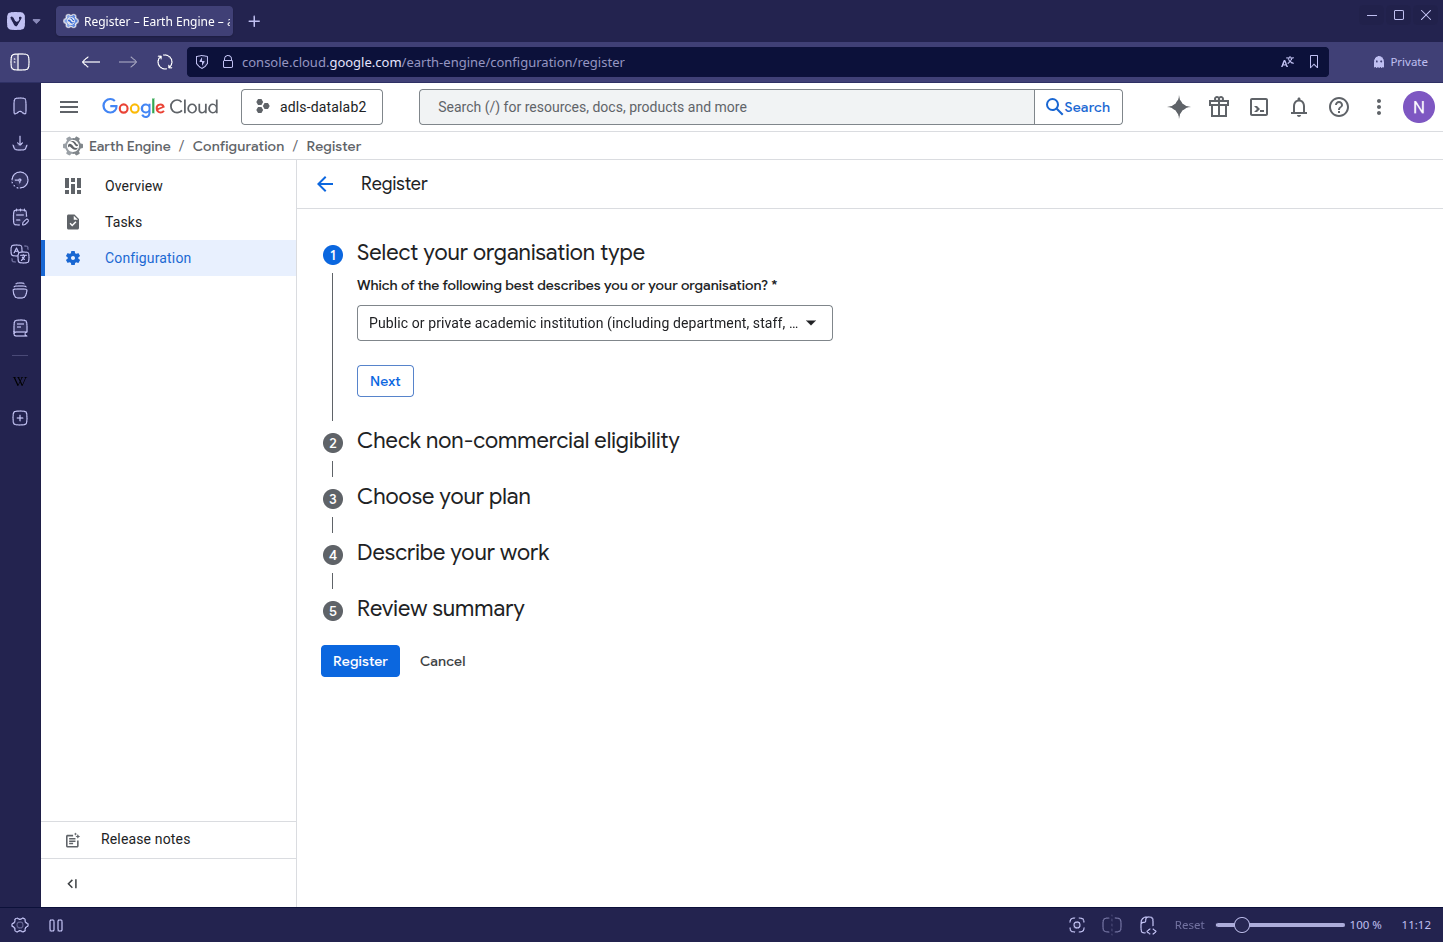 Register – Earth Engine –
console.cloud.google.com/earth-engine/configuration/register
Private
Google Cloud
adls-datalab2
Search (/) for resources, docs, products and more
Search
N
Earth Engine / Configuration / Register
Overview
Tasks
Configuration
Release notes
Register
1 Select your organisation type
Which of the following best describes you or your organisation? *
Public or private academic institution (including department, staff, ...
Next
2 Check non-commercial eligibility
3 Choose your plan
4 Describe your work
5 Review summary
Register
Cancel
W
Reset
100 %
11:12